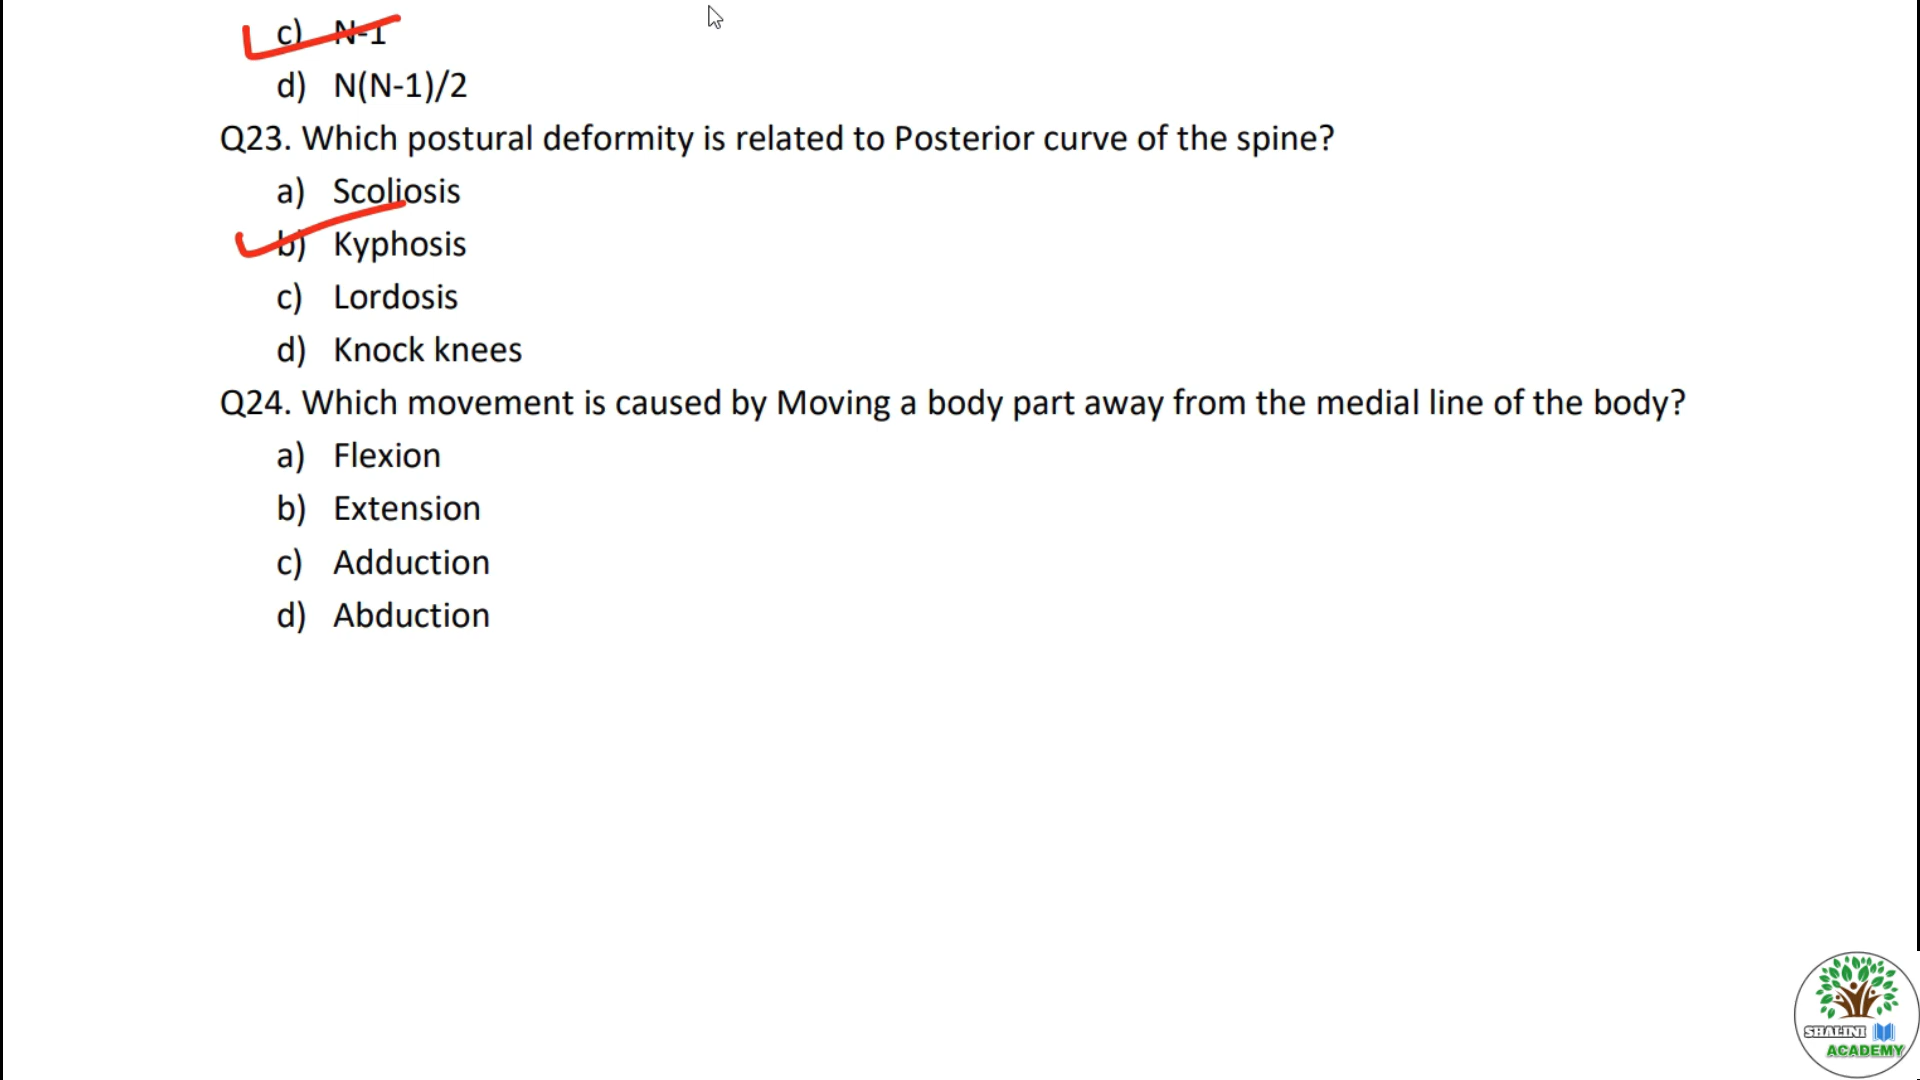 c) N-1
d) N(N-1)/2
Q23. Which postural deformity is related to Posterior curve of the spine?
a) Scoliosis
b) Kyphosis
c) Lordosis
d) Knock knees
Q24. Which movement is caused by Moving a body part away from the medial line of the body?
a) Flexion
b) Extension
c) Adduction
d) Abduction
SHALINI
ACADEMY